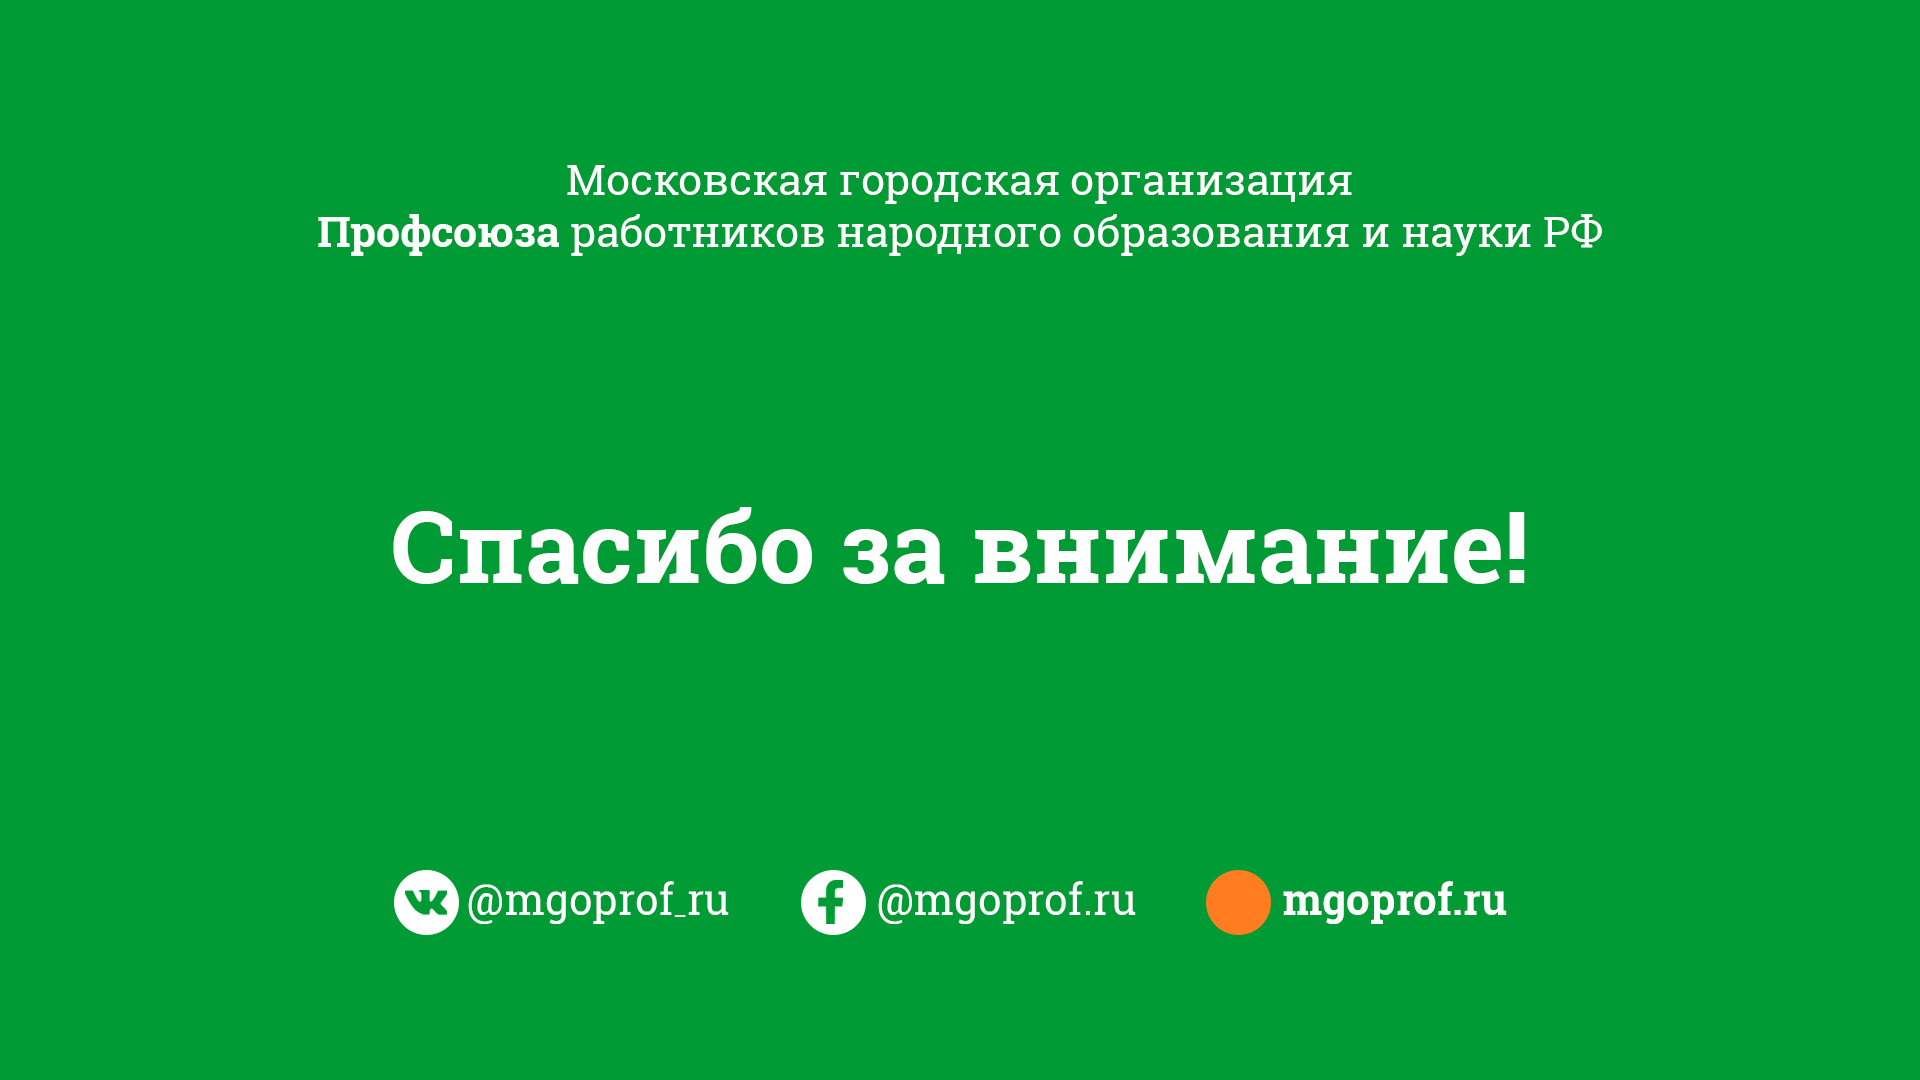 Московская городская организация
Профсоюза работников народного образования и науки РФ
Спасибо за внимание!
@mgoprof_ru
@mgoprof.ru
mgoprof.ru